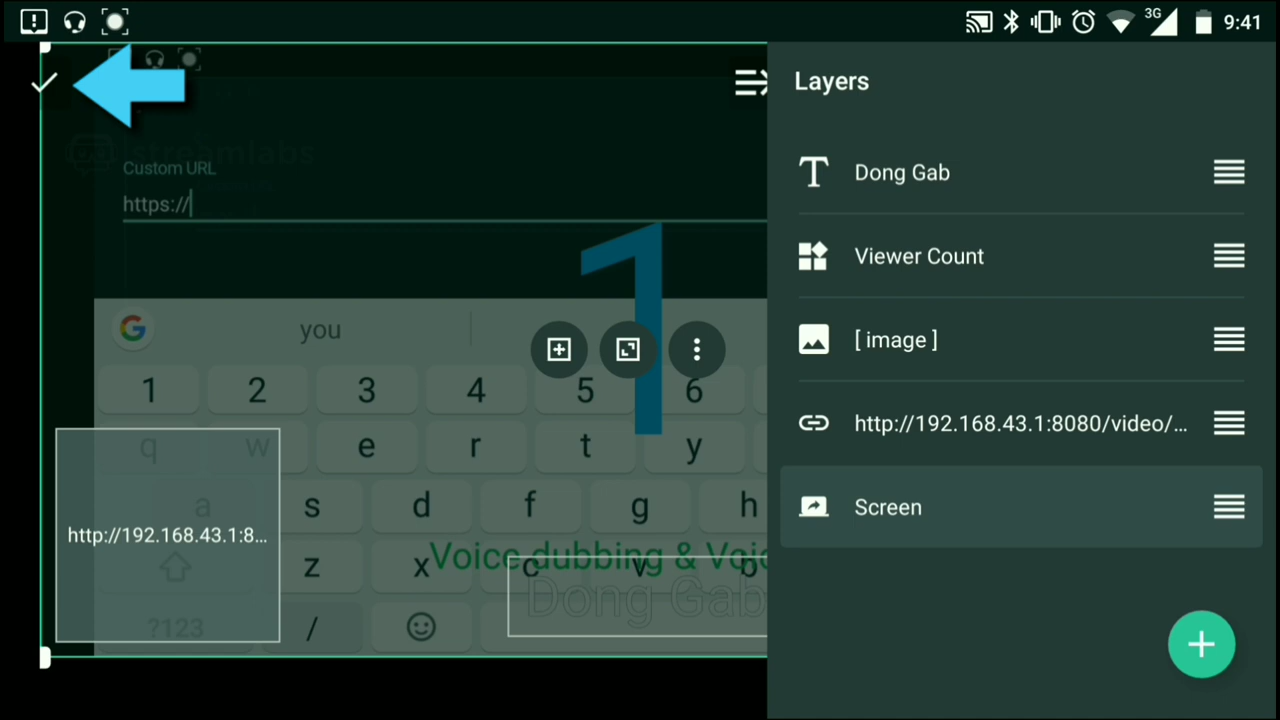 3G
9:41
streamlabs
Layers
Custom URL
https://
Dong Gab
Viewer Count
[ image ]
http://192.168.43.1:8080/video/...
Screen
1
you
1 2 3 4 5 6
q w e r t y
a s d f g h
http://192.168.43.1:8...
z x c v b
Voice dubbing & Voic
Dong Gab
?123 /